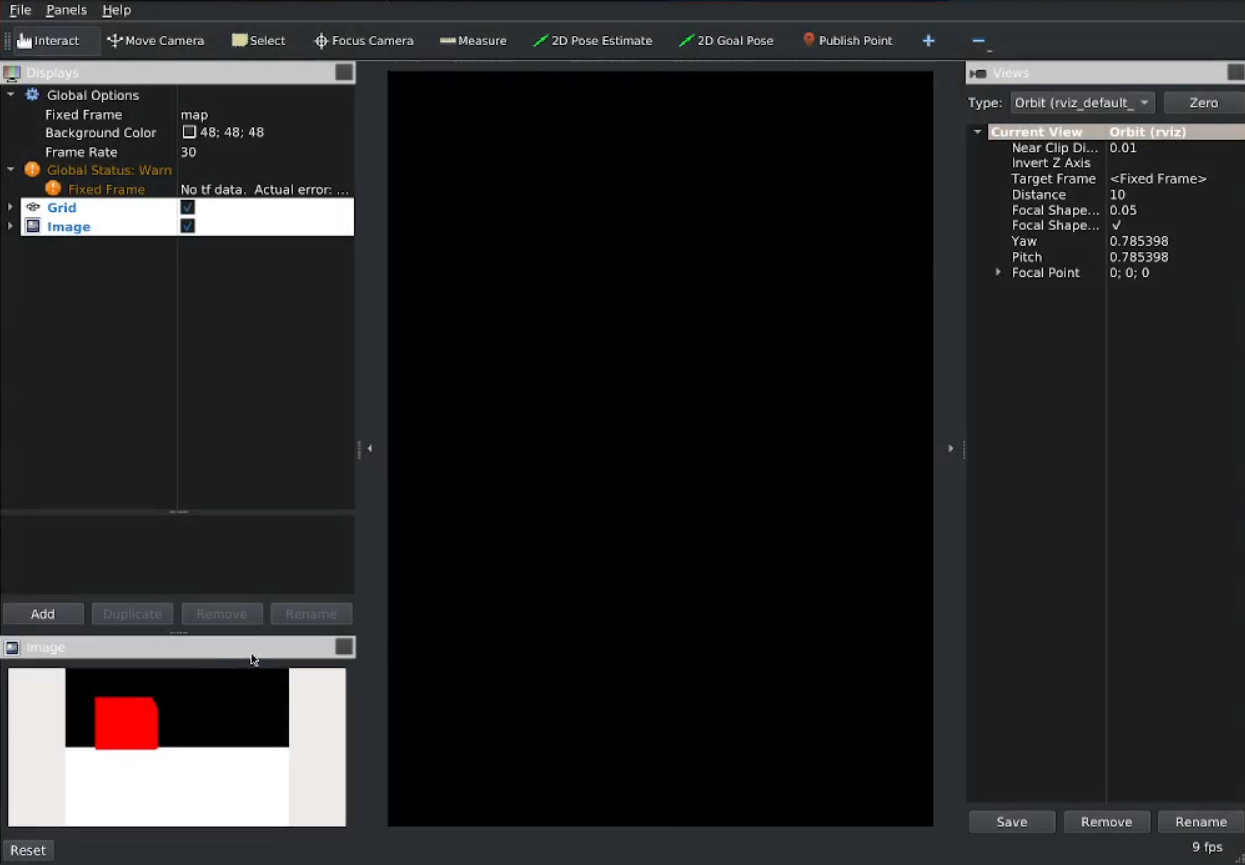 File Panels Help
Interact Move Camera Select Focus Camera Measure 2D Pose Estimate 2D Goal Pose Publish Point
Displays
Global Options
Fixed Frame map
Background Color 48; 48; 48
Frame Rate 30
Global Status: Warn
Fixed Frame No tf data. Actual error: ...
Grid
Image
Add Duplicate Remove Rename
Image
Reset
Views
Type: Orbit (rviz_default_ Zero
Current View Orbit (rviz)
Near Clip Di... 0.01
Invert Z Axis
Target Frame <Fixed Frame>
Distance 10
Focal Shape... 0.05
Focal Shape... ✓
Yaw 0.785398
Pitch 0.785398
Focal Point 0; 0; 0
Save Remove Rename
9 fps